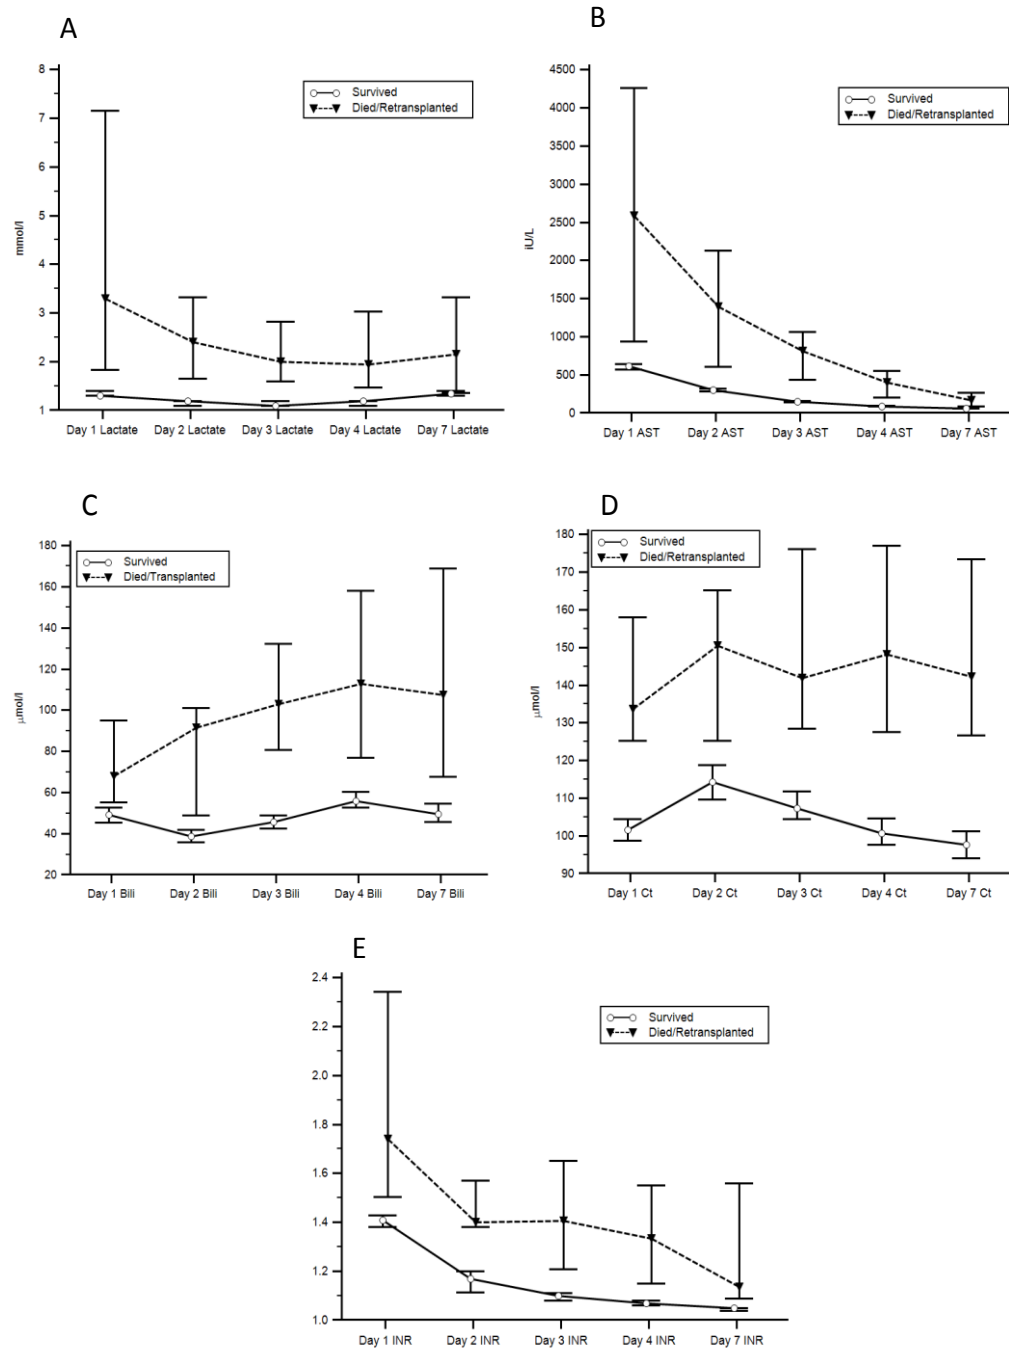 A
8
7
6
5
4
3
2
1
mmol/l
Survived
Died/Retransplanted
Day 1 Lactate Day 2 Lactate Day 3 Lactate Day 4 Lactate Day 7 Lactate
B
4500
4000
3500
3000
2500
2000
1500
1000
500
0
iU/L
Survived
Died/Retransplanted
Day 1 AST Day 2 AST Day 3 AST Day 4 AST Day 7 AST
C
180
160
140
120
100
80
60
40
20
µmol/l
Survived
Died/Transplanted
Day 1 Bili Day 2 Bili Day 3 Bili Day 4 Bili Day 7 Bili
D
180
170
160
150
140
130
120
110
100
90
µmol/l
Survived
Died/Retransplanted
Day 1 Ct Day 2 Ct Day 3 Ct Day 4 Ct Day 7 Ct
E
2.4
2.2
2.0
1.8
1.6
1.4
1.2
1.0
Survived
Died/Retransplanted
Day 1 INR Day 2 INR Day 3 INR Day 4 INR Day 7 INR